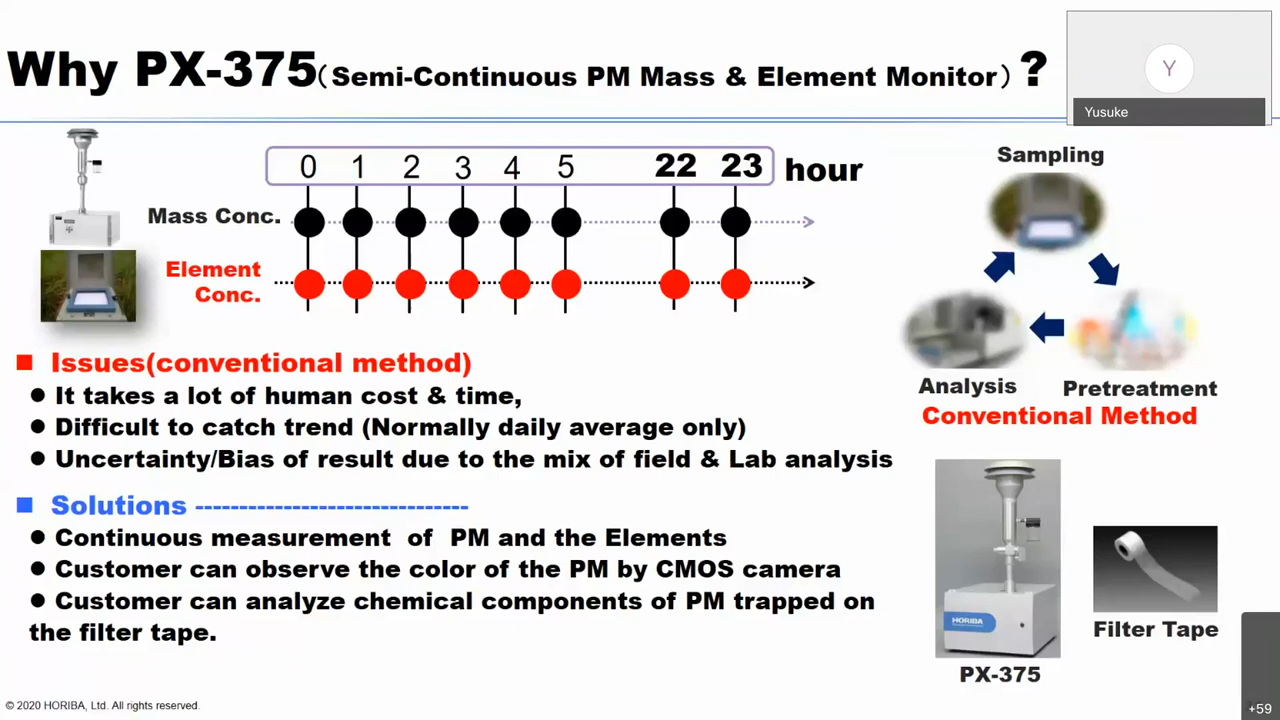 Why PX-375(Semi-Continuous PM Mass & Element Monitor)?
Y
Yusuke
0 1 2 3 4 5 22 23 hour
Mass Conc.
Element
Conc.
Sampling
Analysis
Pretreatment
Conventional Method
■ Issues(conventional method)
● It takes a lot of human cost & time,
● Difficult to catch trend (Normally daily average only)
● Uncertainty/Bias of result due to the mix of field & Lab analysis
■ Solutions ------------------------------
● Continuous measurement of PM and the Elements
● Customer can observe the color of the PM by CMOS camera
● Customer can analyze chemical components of PM trapped on
the filter tape.
HORIBA
PX-375
Filter Tape
© 2020 HORIBA, Ltd. All rights reserved.
+59